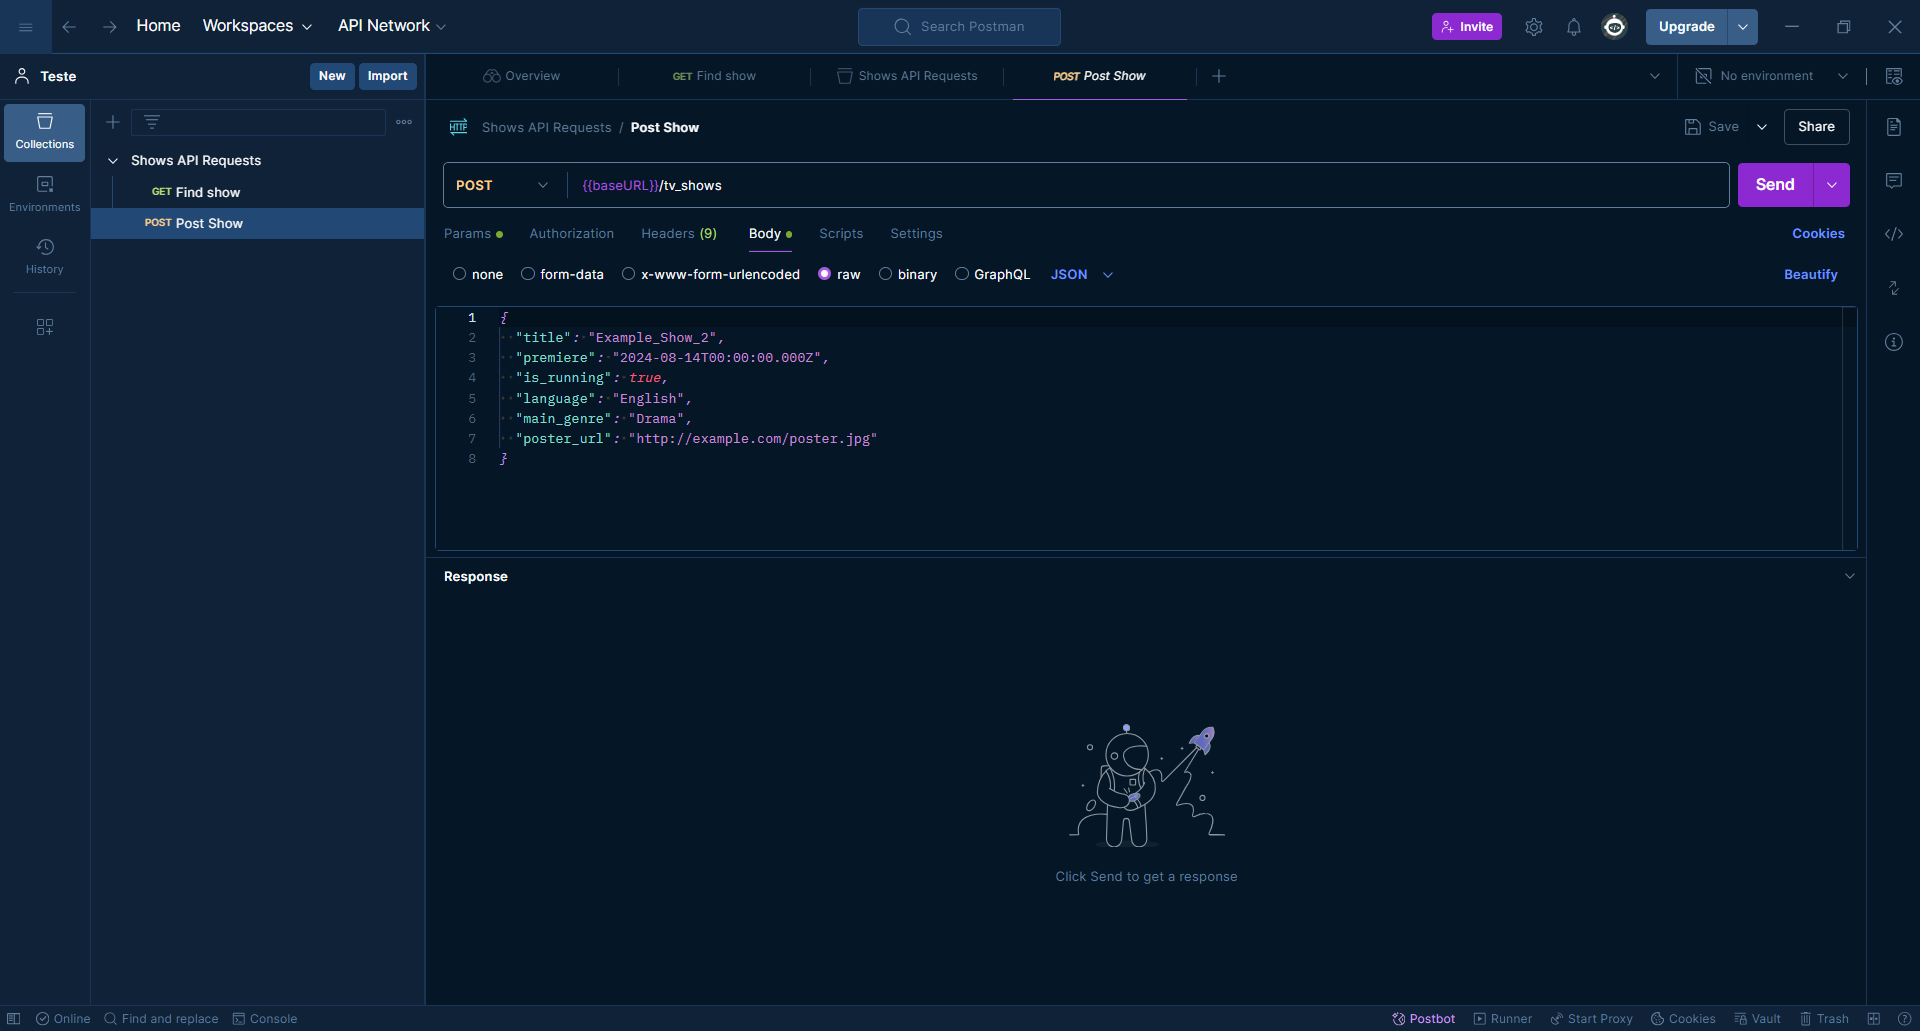 Home Workspaces API Network Search Postman Invite Upgrade
Teste New Import Overview GET Find show Shows API Requests POST Post Show No environment
Collections
Environments
History
Shows API Requests
GET Find show
POST Post Show
HTTP Shows API Requests / Post Show Save Share
POST {{baseURL}}/tv_shows Send
Params Authorization Headers (9) Body Scripts Settings Cookies
none form-data x-www-form-urlencoded raw binary GraphQL JSON Beautify
1 {
2 "title": "Example_Show_2",
3 "premiere": "2024-08-14T00:00:00.000Z",
4 "is_running": true,
5 "language": "English",
6 "main_genre": "Drama",
7 "poster_url": "http://example.com/poster.jpg"
8 }
Response
Click Send to get a response
Online Find and replace Console Postbot Runner Start Proxy Cookies Vault Trash